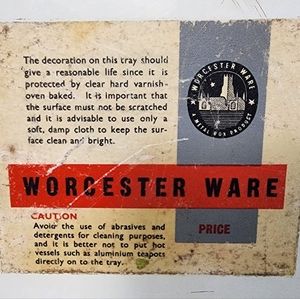 The decoration on this tray should
give a reasonable life since it is
protected by clear hard varnish-
oven baked. It is important that
the surface must not be scratched
and it is advisable to use only a
soft, damp cloth to keep the sur-
face clean and bright.
WORCESTER WARE
A METAL BOX PRODUCT
WORCESTER WARE
CAUTION
Avoid the use of abrasives and
detergents for cleaning purposes,
and it is better not to put hot
vessels such as aluminium teapots
directly on to the tray.
PRICE